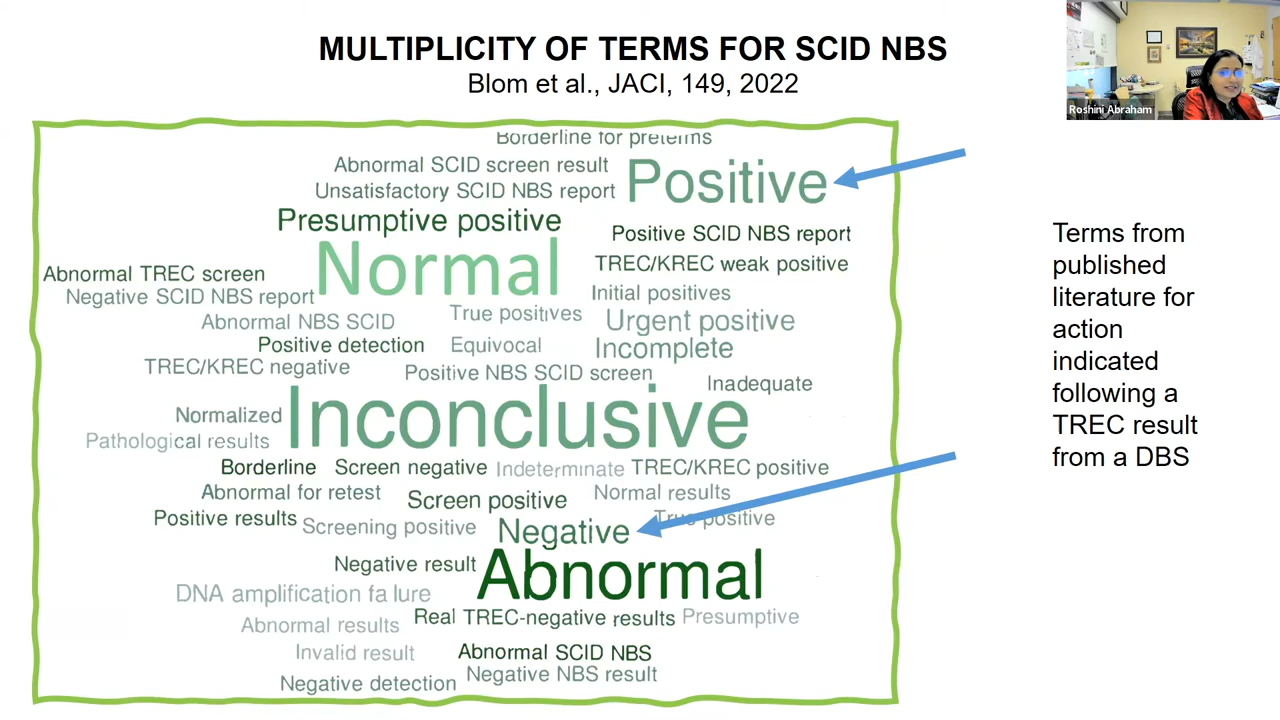 MULTIPLICITY OF TERMS FOR SCID NBS
Blom et al., JACI, 149, 2022
Roshini Abraham
Borderline for preterms
Abnormal SCID screen result
Positive
Unsatisfactory SCID NBS report
Presumptive positive
Positive SCID NBS report
Normal
TREC/KREC weak positive
Abnormal TREC screen
Negative SCID NBS report
Initial positives
Abnormal NBS SCID
True positives
Urgent positive
Positive detection
Equivocal
Incomplete
TREC/KREC negative
Positive NBS SCID screen
Inadequate
Normalized
Inconclusive
Pathological results
Borderline
Screen negative
Indeterminate
TREC/KREC positive
Abnormal for retest
Screen positive
Normal results
Positive results
Screening positive
Negative
True positive
Negative result
Abnormal
DNA amplification fa lure
Abnormal results
Real TREC-negative results
Presumptive
Invalid result
Abnormal SCID NBS
Negative detection
Negative NBS result
Terms from
published
literature for
action
indicated
following a
TREC result
from a DBS